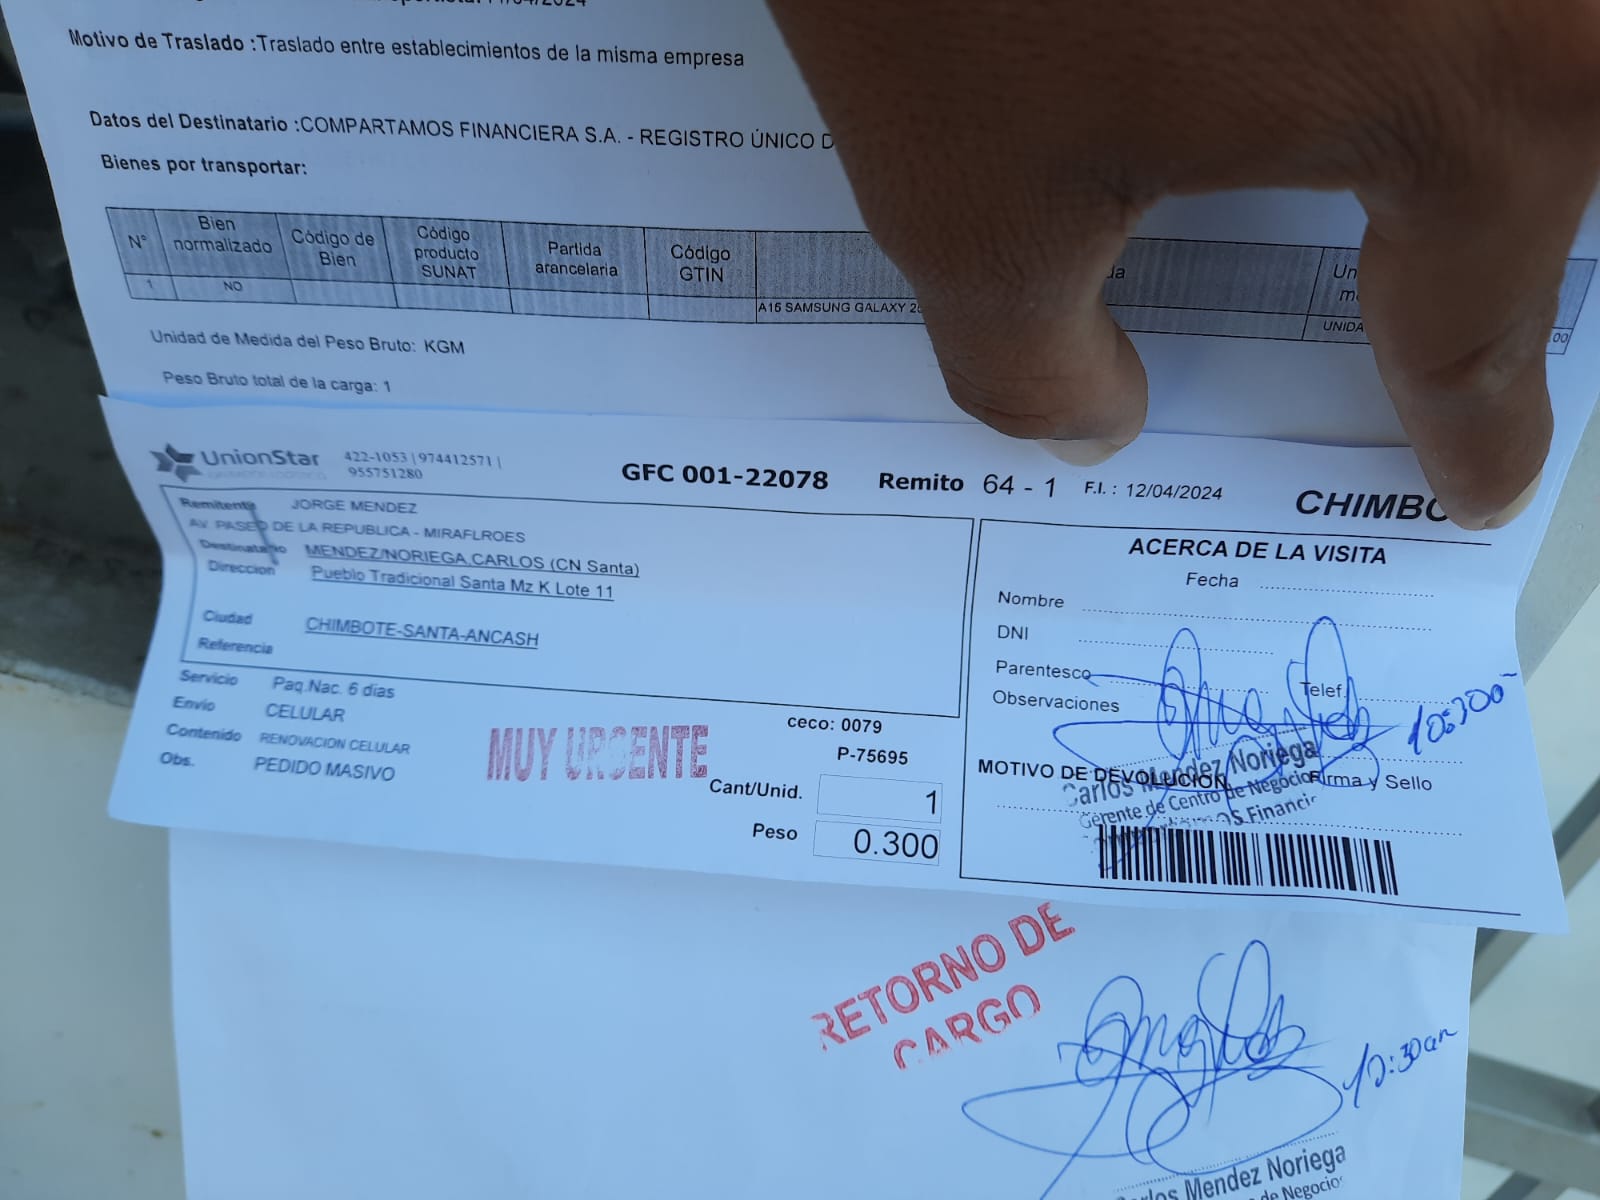 Motivo de Traslado :Traslado entre establecimientos de la misma empresa
Datos del Destinatario :COMPARTAMOS FINANCIERA S.A. - REGISTRO ÚNICO D
Bienes por transportar:
N° Bien normalizado Código de Bien Código producto SUNAT Partida arancelaria Código GTIN
1 NO A15 SAMSUNG GALAXY UNIDA .00
Unidad de Medida del Peso Bruto: KGM
Peso Bruto total de la carga: 1
UnionStar 422-1053 | 974412571 |
955751280
GFC 001-22078 Remito 64 - 1 F.I. : 12/04/2024 CHIMBO
Remitente JORGE MENDEZ
AV. PASEO DE LA REPUBLICA - MIRAFLROES
Destinatario MENDEZ/NORIEGA,CARLOS (CN Santa)
Direccion Pueblo Tradicional Santa Mz K Lote 11
Ciudad CHIMBOTE-SANTA-ANCASH
Referencia
Servicio Paq.Nac. 6 dias
Envio CELULAR
Contenido RENOVACION CELULAR
Obs. PEDIDO MASIVO
MUY URGENTE
ceco: 0079
P-75695
Cant/Unid. 1
Peso 0.300
ACERCA DE LA VISITA
Fecha
Nombre
DNI
Parentesco Telef.
Observaciones
MOTIVO DE DEVOLUCION Firma y Sello
Carlos Mendez Noriega
Gerente de Centro de Negocios
RETORNO DE
CARGO
10:30am
Carlos Mendez Noriega
de Negocios